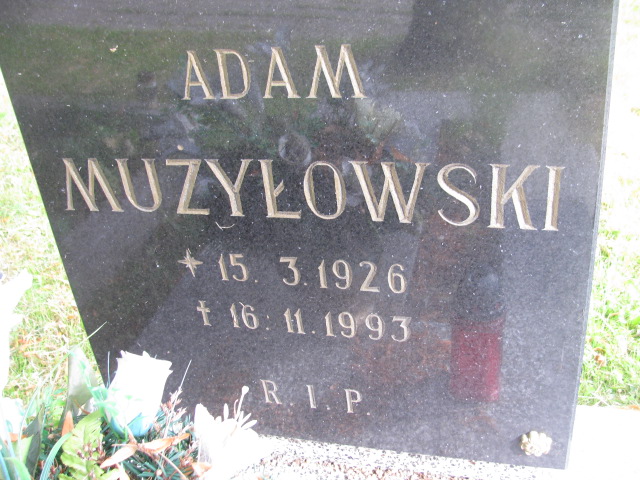 ADAM
MUZYŁOWSKI
* 15. 3. 1926
† 16. 11. 1993
R. I. P.